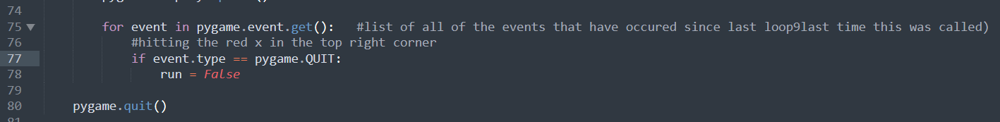 74
75 for event in pygame.event.get():   #list of all of the events that have occured since last loop9last time this was called)
76 #hitting the red x in the top right corner
77 if event.type == pygame.QUIT:
78 run = False
79
80 pygame.quit()
81